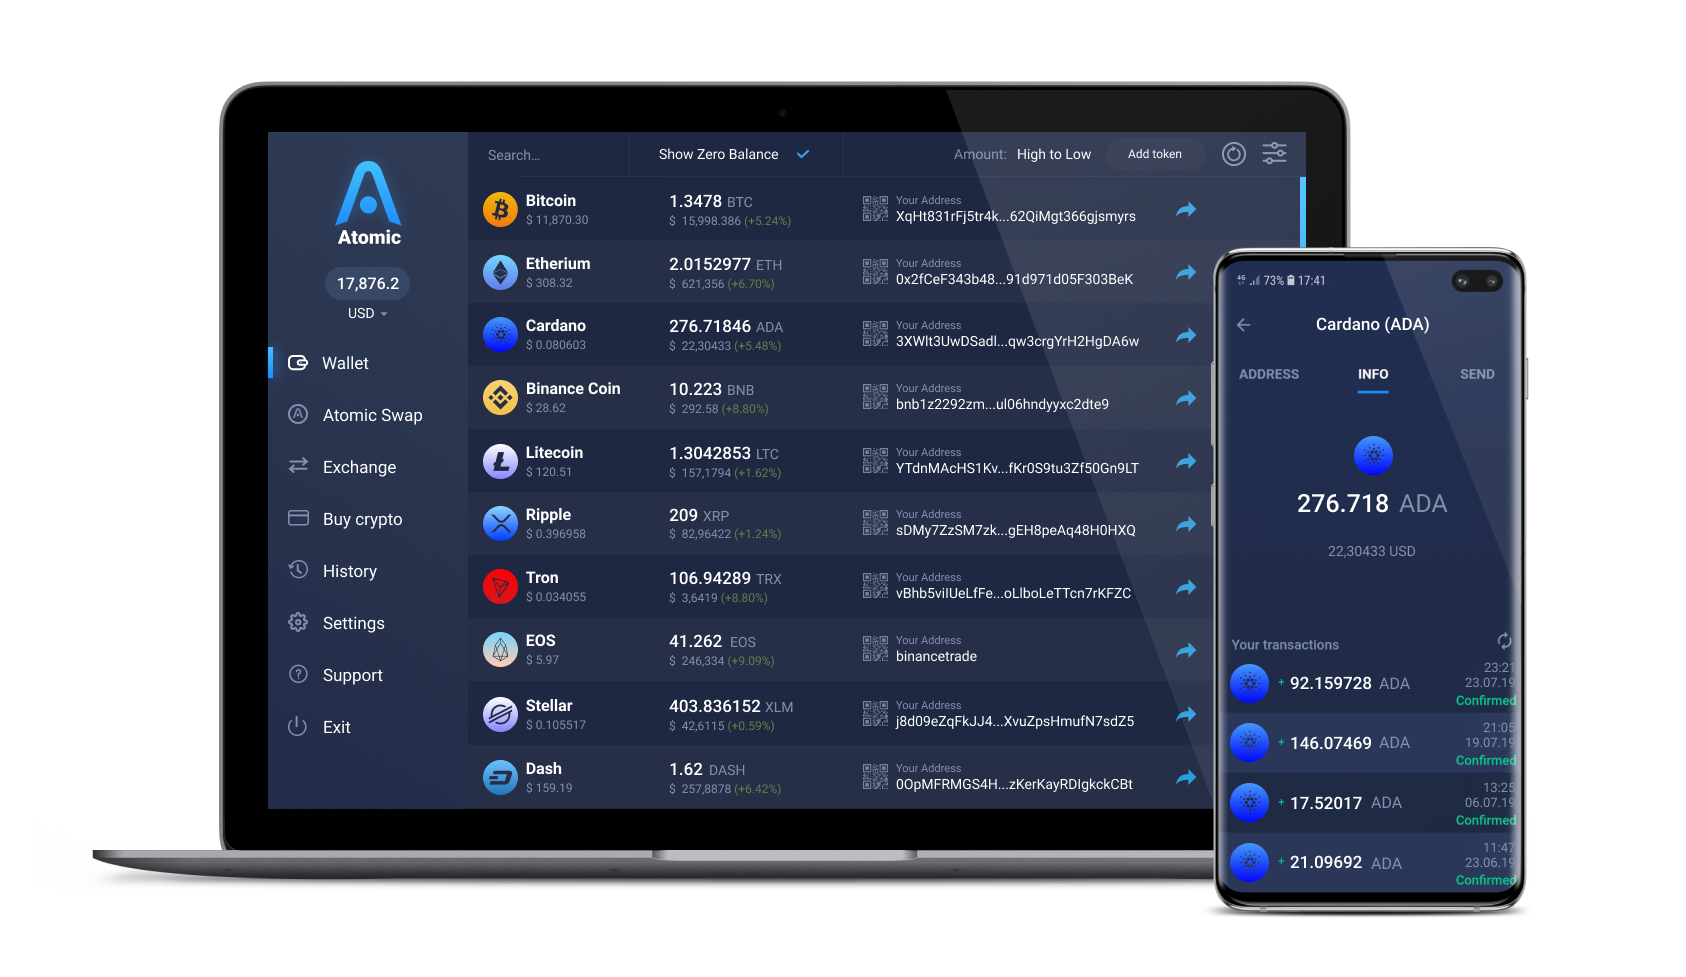 Search...
Show Zero Balance
Amount: High to Low
Add token
Atomic
17,876.2
USD
Wallet
Atomic Swap
Exchange
Buy crypto
History
Settings
Support
Exit
Bitcoin
$ 11,870.30
1.3478 BTC
$ 15,998.386 (+5.24%)
Your Address
XqHt831rFj5tr4k...62QiMgt366gjsmyrs
Etherium
$ 308.32
2.0152977 ETH
$ 621,356 (+6.70%)
Your Address
0x2fCeF343b48...91d971d05F303BeK
Cardano
$ 0.080603
276.71846 ADA
$ 22,30433 (+5.48%)
Your Address
3XWlt3UwDSadl...qw3crgYrH2HgDA6w
Binance Coin
$ 28.62
10.223 BNB
$ 292.58 (+8.80%)
Your Address
bnb1z2292zm...ul06hndyyxc2dte9
Litecoin
$ 120.51
1.3042853 LTC
$ 157,1794 (+1.62%)
Your Address
YTdnMAcHS1Kv...fKr0S9tu3Zf50Gn9LT
Ripple
$ 0.396958
209 XRP
$ 82,96422 (+1.24%)
Your Address
sDMy7ZzSM7zk...gEH8peAq48H0HXQ
Tron
$ 0.034055
106.94289 TRX
$ 3,6419 (+8.80%)
Your Address
vBhb5viIUeLfFe...oLlboLeTTcn7rKFZC
EOS
$ 5.97
41.262 EOS
$ 246,334 (+9.09%)
Your Address
binancetrade
Stellar
$ 0.105517
403.836152 XLM
$ 42,6115 (+0.59%)
Your Address
j8d09eZqFkJJ4...XvuZpsHmufN7sdZ5
Dash
$ 159.19
1.62 DASH
$ 257,8878 (+6.42%)
Your Address
0OpMFRMGS4H...zKerKayRDIgkckCBt
4G 73% 17:41
Cardano (ADA)
ADDRESS
INFO
SEND
276.718 ADA
22,30433 USD
Your transactions
+ 92.159728 ADA
23:21
23.07.19
Confirmed
+ 146.07469 ADA
21:05
19.07.19
Confirmed
+ 17.52017 ADA
13:25
06.07.19
Confirmed
+ 21.09692 ADA
11:47
23.06.19
Confirmed